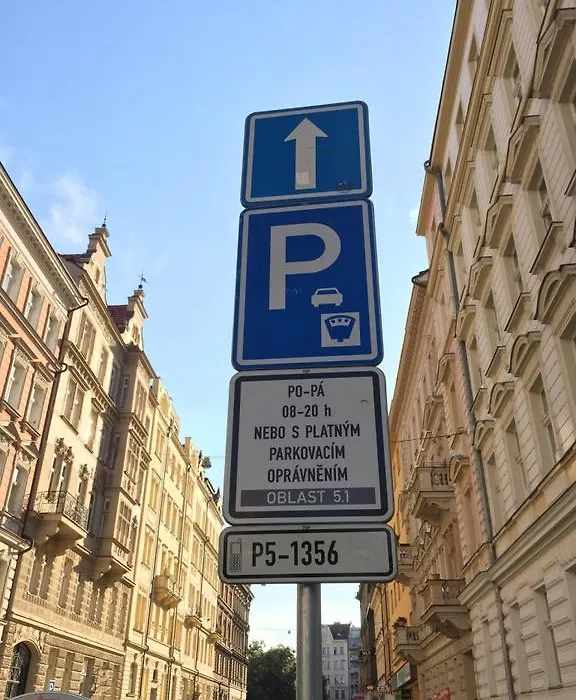 P
PO-PÁ
08-20 h
NEBO S PLATNÝM
PARKOVACÍM
OPRÁVNĚNÍM
OBLAST 5.1
P5-1356